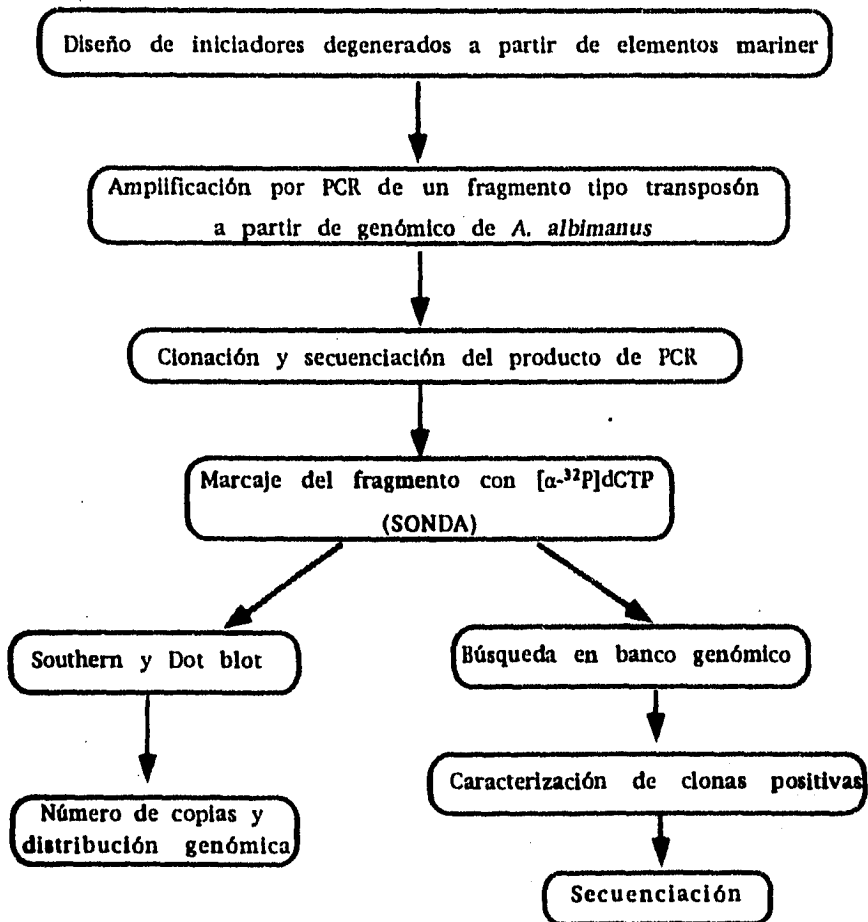 Diseño de iniciadores degenerados a partir de elementos mariner
Amplificación por PCR de un fragmento tipo transposón
a partir de genómico de A. albimanus
Clonación y secuenciación del producto de PCR
Marcaje del fragmento con [α-³²P]dCTP
(SONDA)
Southern y Dot blot
Búsqueda en banco genómico
Número de copias y
distribución genómica
Caracterización de clonas positivas
Secuenciación